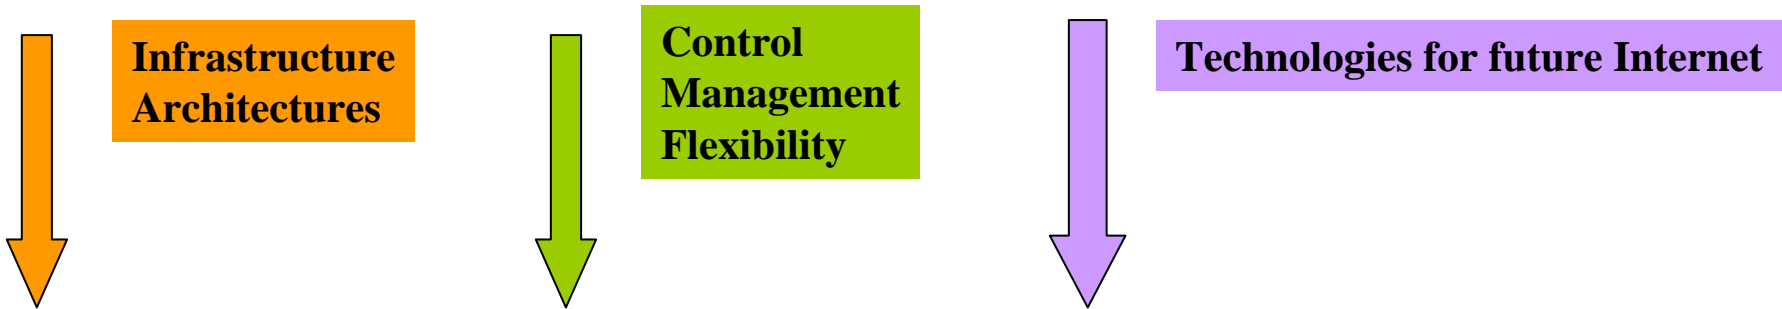 Infrastructure
Architectures
Control
Management
Flexibility
Technologies for future Internet